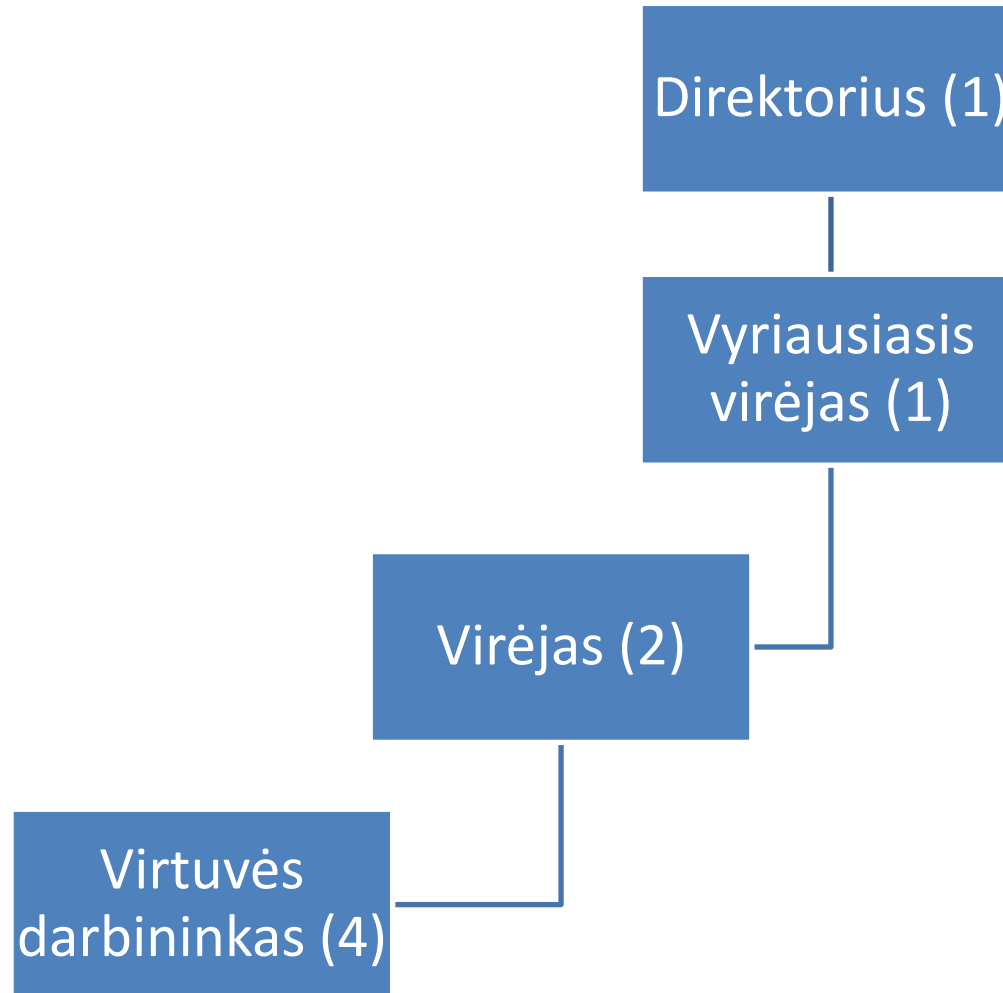 Direktorius (1)
Vyriausiasis
virėjas (1)
Virėjas (2)
Virtuvės
darbininkas (4)